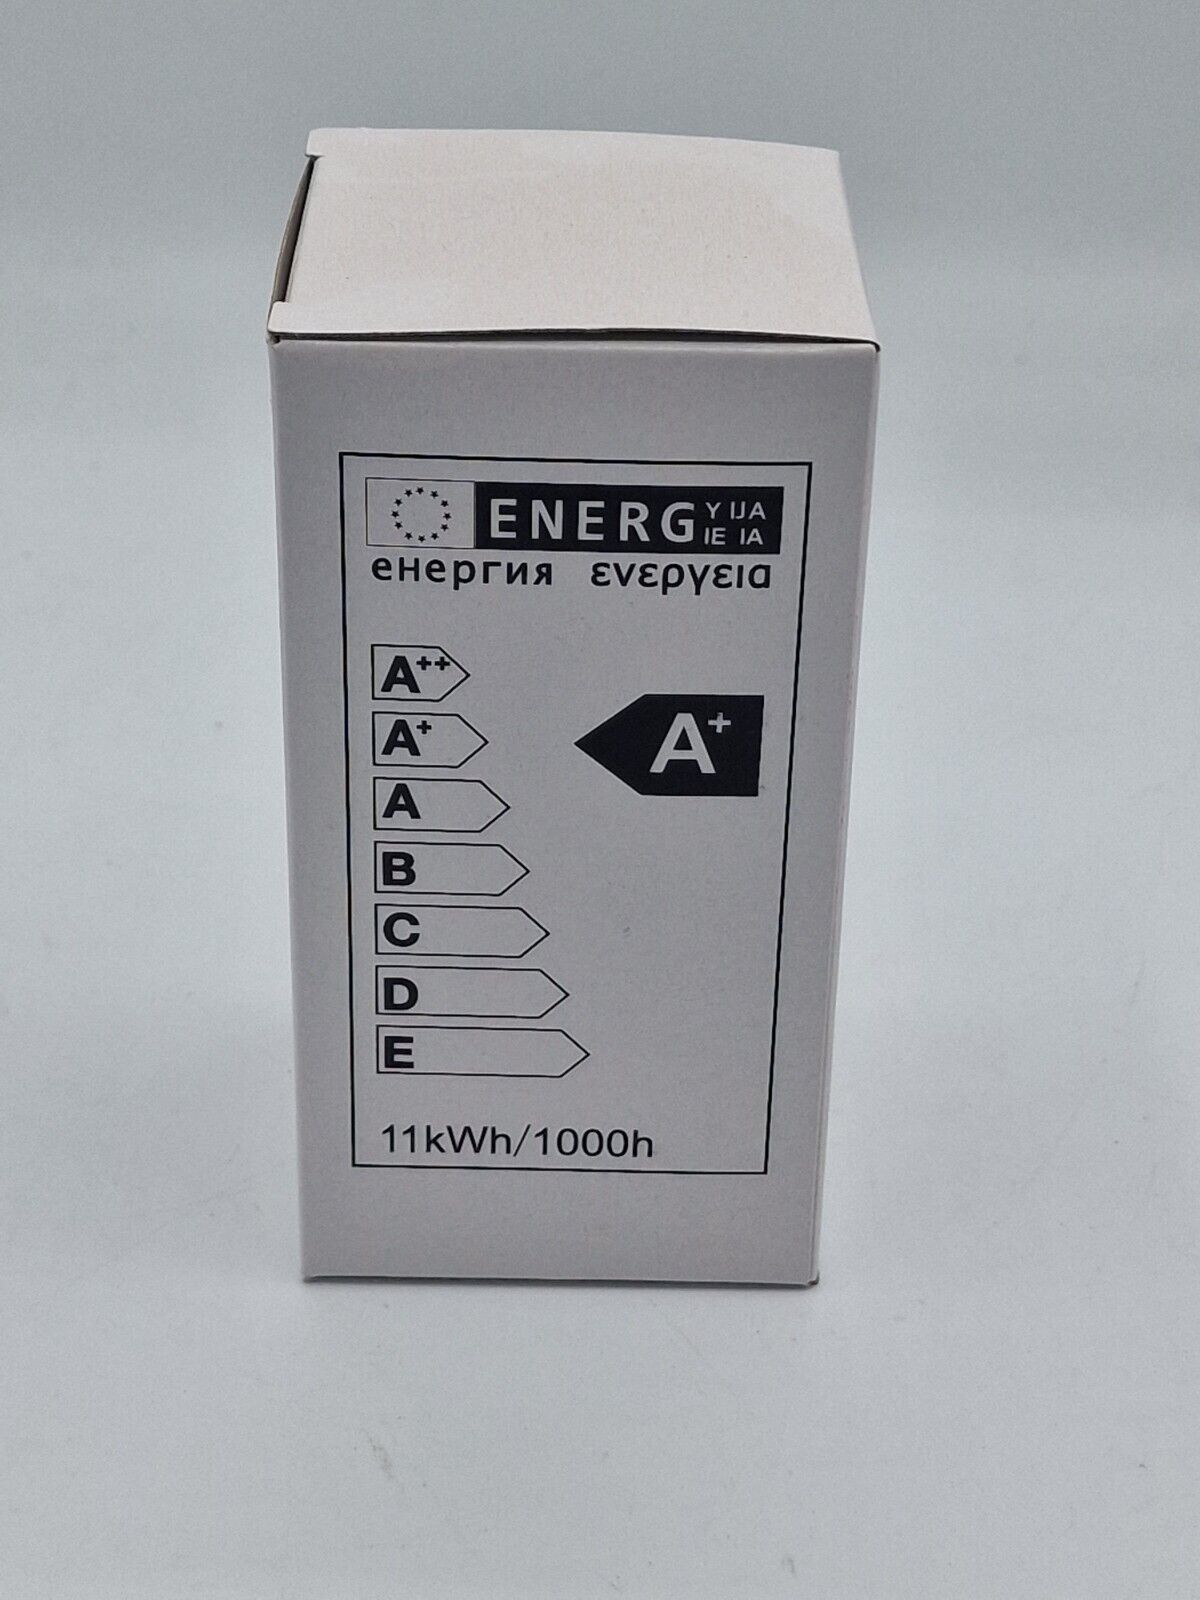 ENERG Y IJA
IE IA
енергия ενεργεια
A++
A+
A+
A
B
C
D
E
11kWh/1000h